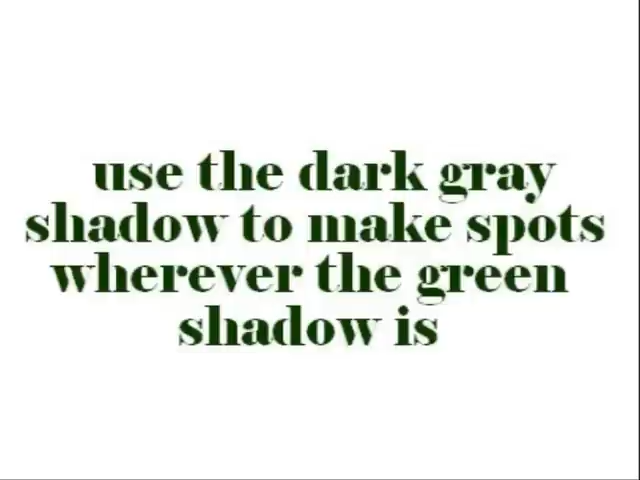 use the dark gray
shadow to make spots
wherever the green
shadow is